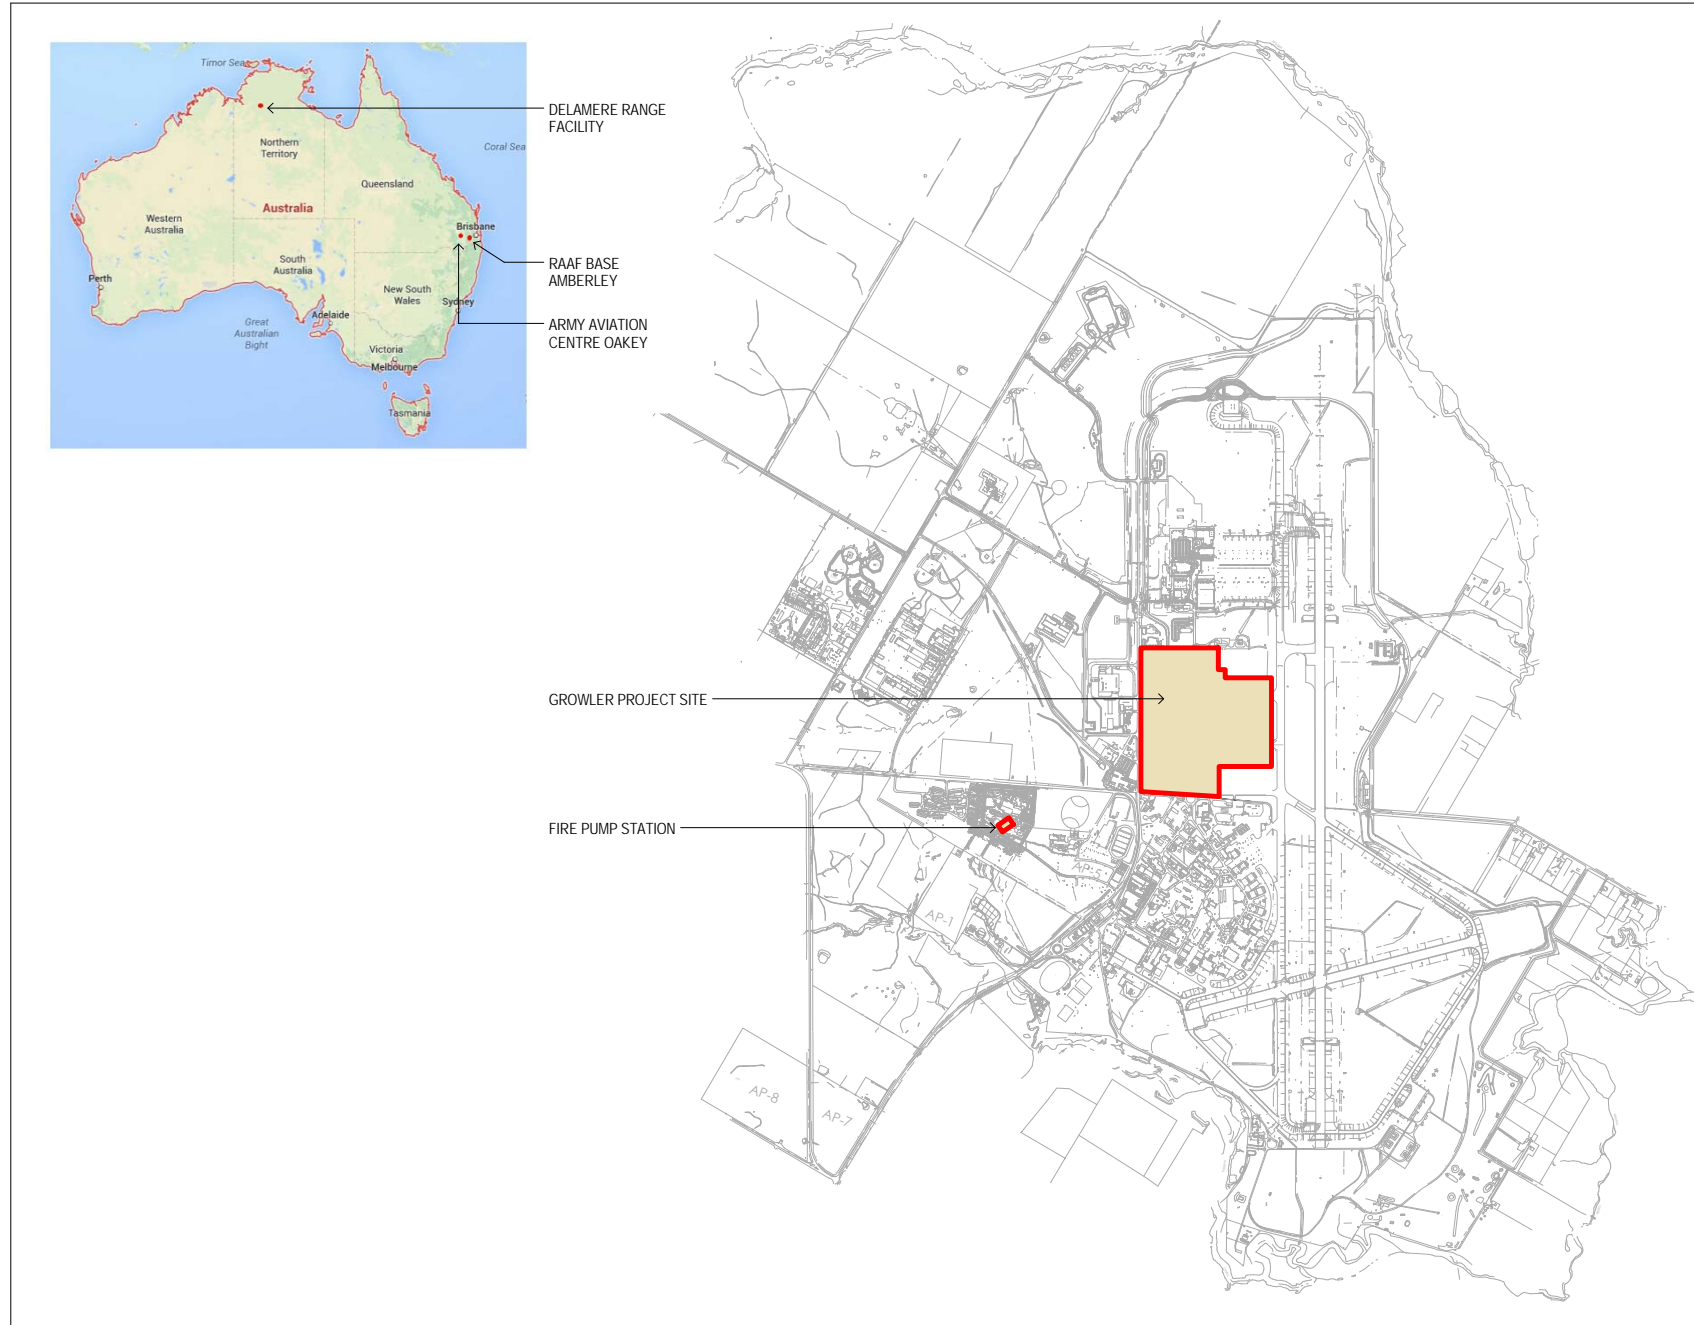 Timor Sea
DELAMERE RANGE
FACILITY
Northern
Territory
Coral Sea
Queensland
Australia
Western
Australia
Brisbane
South
Australia
RAAF BASE
AMBERLEY
Perth
New South
Wales
Sydney
Adelaide
Great
Australian
Bight
ARMY AVIATION
CENTRE OAKEY
Victoria
Melbourne
Tasmania
GROWLER PROJECT SITE
FIRE PUMP STATION
AP-1
AP-8
AP-7